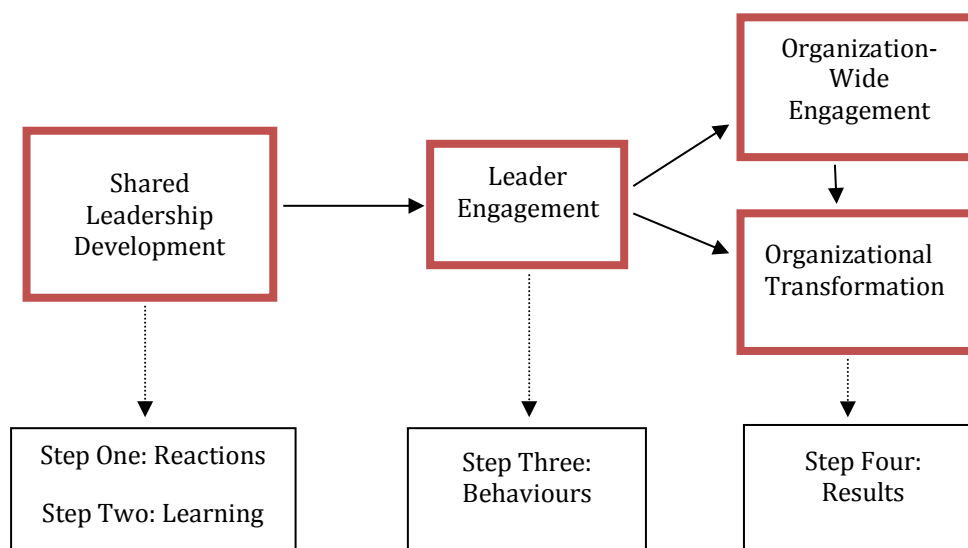 Shared
Leadership
Development
Leader
Engagement
Organization-
Wide
Engagement
Organizational
Transformation
Step One: Reactions
Step Two: Learning
Step Three:
Behaviours
Step Four:
Results